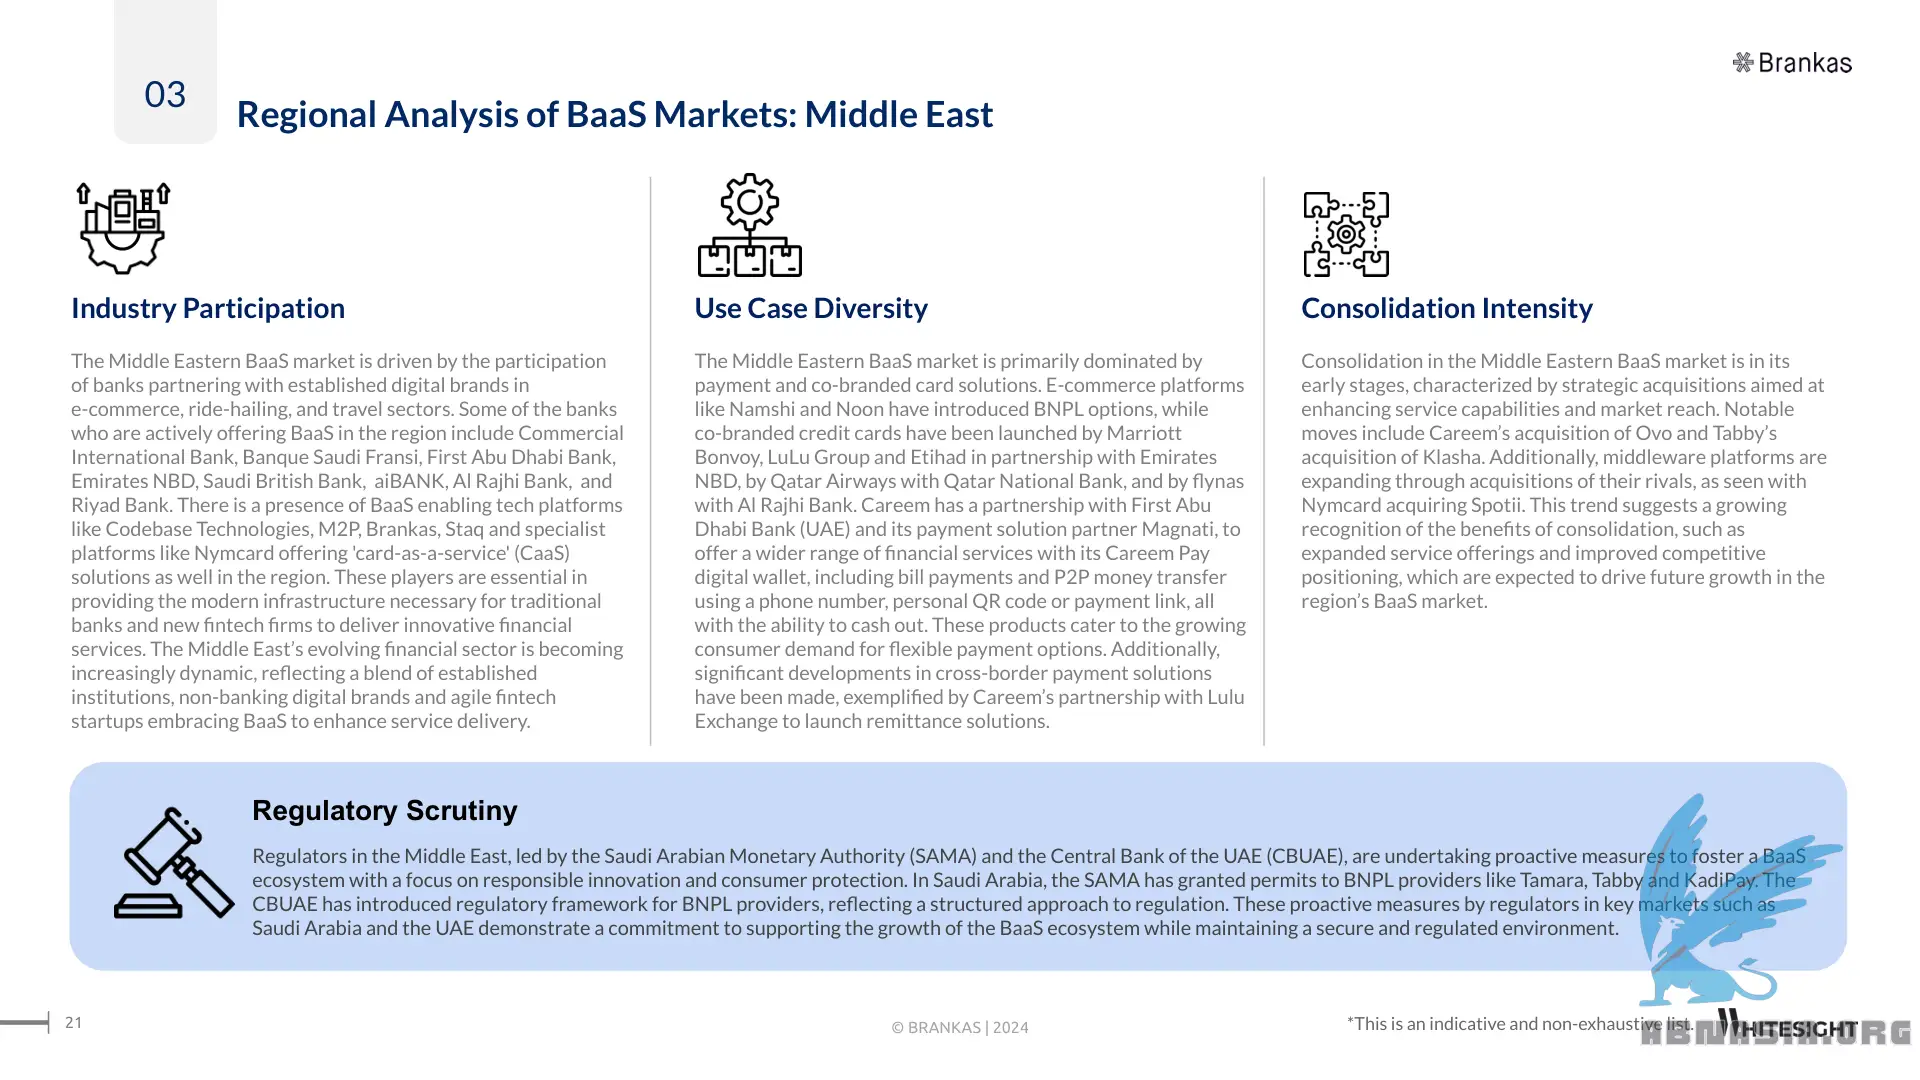 03
Brankas
Regional Analysis of BaaS Markets: Middle East
Industry Participation
The Middle Eastern BaaS market is driven by the participation
of banks partnering with established digital brands in
e-commerce, ride-hailing, and travel sectors. Some of the banks
who are actively offering BaaS in the region include Commercial
International Bank, Banque Saudi Fransi, First Abu Dhabi Bank,
Emirates NBD, Saudi British Bank, aiBANK, Al Rajhi Bank, and
Riyad Bank. There is a presence of BaaS enabling tech platforms
like Codebase Technologies, M2P, Brankas, Staq and specialist
platforms like Nymcard offering 'card-as-a-service' (CaaS)
solutions as well in the region. These players are essential in
providing the modern infrastructure necessary for traditional
banks and new fintech firms to deliver innovative financial
services. The Middle East’s evolving financial sector is becoming
increasingly dynamic, reflecting a blend of established
institutions, non-banking digital brands and agile fintech
startups embracing BaaS to enhance service delivery.
Use Case Diversity
The Middle Eastern BaaS market is primarily dominated by
payment and co-branded card solutions. E-commerce platforms
like Namshi and Noon have introduced BNPL options, while
co-branded credit cards have been launched by Marriott
Bonvoy, LuLu Group and Etihad in partnership with Emirates
NBD, by Qatar Airways with Qatar National Bank, and by flynas
with Al Rajhi Bank. Careem has a partnership with First Abu
Dhabi Bank (UAE) and its payment solution partner Magnati, to
offer a wider range of financial services with its Careem Pay
digital wallet, including bill payments and P2P money transfer
using a phone number, personal QR code or payment link, all
with the ability to cash out. These products cater to the growing
consumer demand for flexible payment options. Additionally,
significant developments in cross-border payment solutions
have been made, exemplified by Careem’s partnership with Lulu
Exchange to launch remittance solutions.
Consolidation Intensity
Consolidation in the Middle Eastern BaaS market is in its
early stages, characterized by strategic acquisitions aimed at
enhancing service capabilities and market reach. Notable
moves include Careem’s acquisition of Ovo and Tabby’s
acquisition of Klasha. Additionally, middleware platforms are
expanding through acquisitions of their rivals, as seen with
Nymcard acquiring Spotii. This trend suggests a growing
recognition of the benefits of consolidation, such as
expanded service offerings and improved competitive
positioning, which are expected to drive future growth in the
region’s BaaS market.
Regulatory Scrutiny
Regulators in the Middle East, led by the Saudi Arabian Monetary Authority (SAMA) and the Central Bank of the UAE (CBUAE), are undertaking proactive measures to foster a BaaS
ecosystem with a focus on responsible innovation and consumer protection. In Saudi Arabia, the SAMA has granted permits to BNPL providers like Tamara, Tabby and KadiPay. The
CBUAE has introduced regulatory framework for BNPL providers, reflecting a structured approach to regulation. These proactive measures by regulators in key markets such as
Saudi Arabia and the UAE demonstrate a commitment to supporting the growth of the BaaS ecosystem while maintaining a secure and regulated environment.
21
© BRANKAS | 2024
*This is an indicative and non-exhaustive list.
WHITESIGHT
ABNASIA.ORG